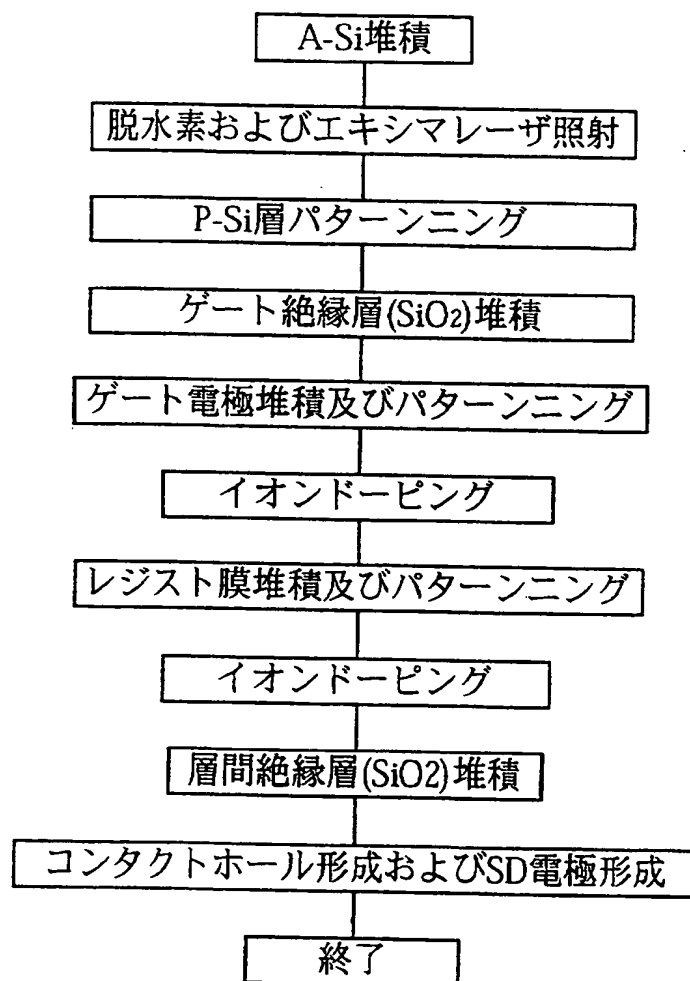 A-Si堆積
脱水素およびエキシマレーザ照射
P-Si層パターンニング
ゲート絶縁層(SiO₂)堆積
ゲート電極堆積及びパターンニング
イオンドーピング
レジスト膜堆積及びパターンニング
イオンドーピング
層間絶縁層(SiO2)堆積
コンタクトホール形成およびSD電極形成
終了